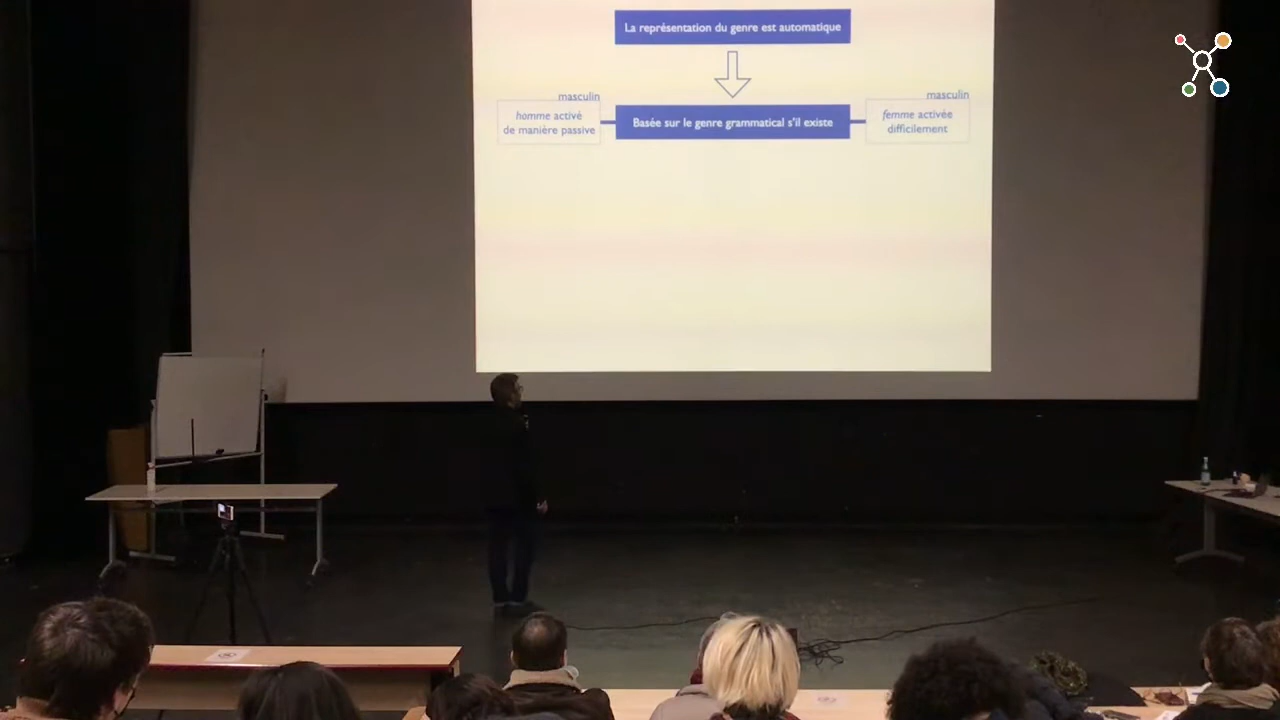 La représentation du genre est automatique
masculin
homme activé
de manière passive
Basée sur le genre grammatical s'il existe
masculin
femme activée
difficilement